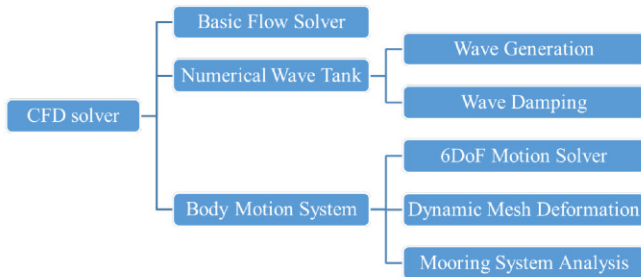 Basic Flow Solver
Wave Generation
Numerical Wave Tank
Wave Damping
CFD solver
6DoF Motion Solver
Body Motion System
Dynamic Mesh Deformation
Mooring System Analysis